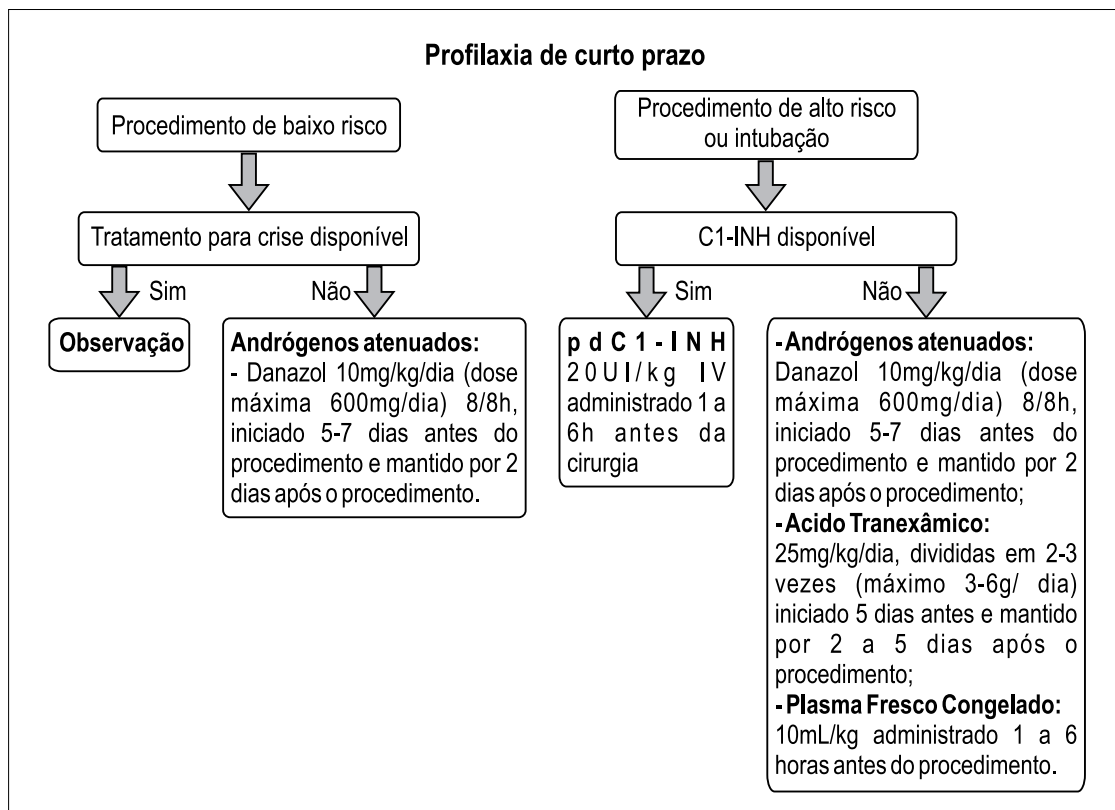 Profilaxia de curto prazo
Procedimento de baixo risco
Tratamento para crise disponível
Sim
Não
Observação
Andrógenos atenuados:
- Danazol 10mg/kg/dia (dose
máxima 600mg/dia) 8/8h,
iniciado 5-7 dias antes do
procedimento e mantido por 2
dias após o procedimento.
Procedimento de alto risco
ou intubação
C1-INH disponível
Sim
Não
pdC1-INH
20UI/kg IV
administrado 1 a
6h antes da
cirurgia
- Andrógenos atenuados:
Danazol 10mg/kg/dia (dose
máxima 600mg/dia) 8/8h,
iniciado 5-7 dias antes do
procedimento e mantido por 2
dias após o procedimento;
- Acido Tranexâmico:
25mg/kg/dia, divididas em 2-3
vezes (máximo 3-6g/ dia)
iniciado 5 dias antes e mantido
por 2 a 5 dias após o
procedimento;
- Plasma Fresco Congelado:
10mL/kg administrado 1 a 6
horas antes do procedimento.